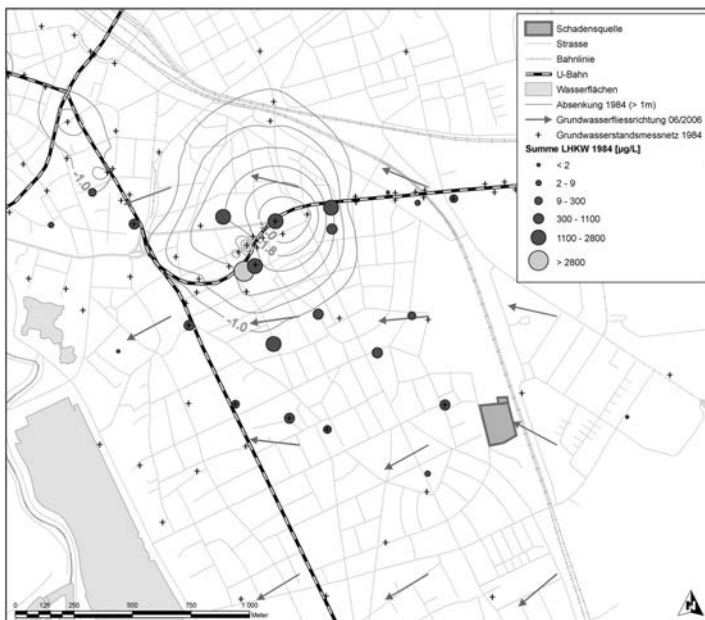 Schadensquelle
Strasse
Bahnlinie
U-Bahn
Wasserflächen
Absenkung 1984 (> 1m)
Grundwasserfliessrichtung 06/2006
Grundwasserstandsmessnetz 1984
Summe LHKW 1984 [µg/L]
< 2
2 - 9
9 - 300
300 - 1100
1100 - 2800
> 2800
-1.0
-1.0
0 125 250 500 750 1 000
Meter
N